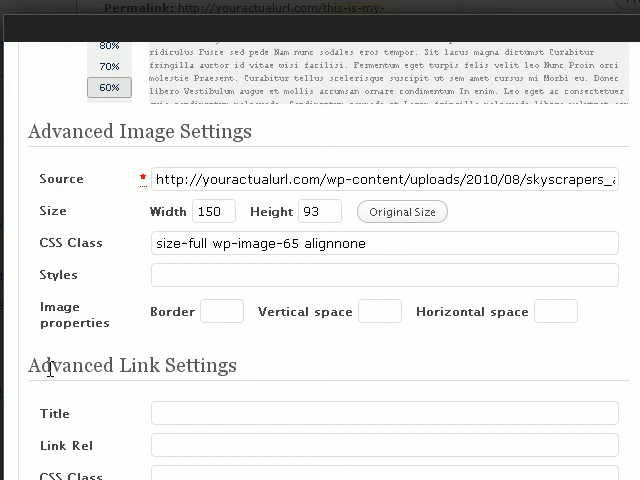 Permalink: http://youractualurl.com/this-is-my-
80%
70%
60%
ridiculus Fusce sed pede Nam nunc sodales eros tempor. Sit lacus magna dictumst Curabitur
fringilla auctor id vitae wisi facilisi. Fermentum eget turpis felis velit leo Nunc Proin orci
molestie Praesent. Curabitur tellus scelerisque suscipit ut sem amet cursus mi Morbi eu. Donec
libero Vestibulum augue et mollis accumsan ornare condimentum In enim. Leo eget ac consectetuer
Advanced Image Settings
Source * http://youractualurl.com/wp-content/uploads/2010/08/skyscrapers_a
Size Width 150 Height 93 Original Size
CSS Class size-full wp-image-65 alignnone
Styles
Image properties Border Vertical space Horizontal space
Advanced Link Settings
Title
Link Rel
CSS Class